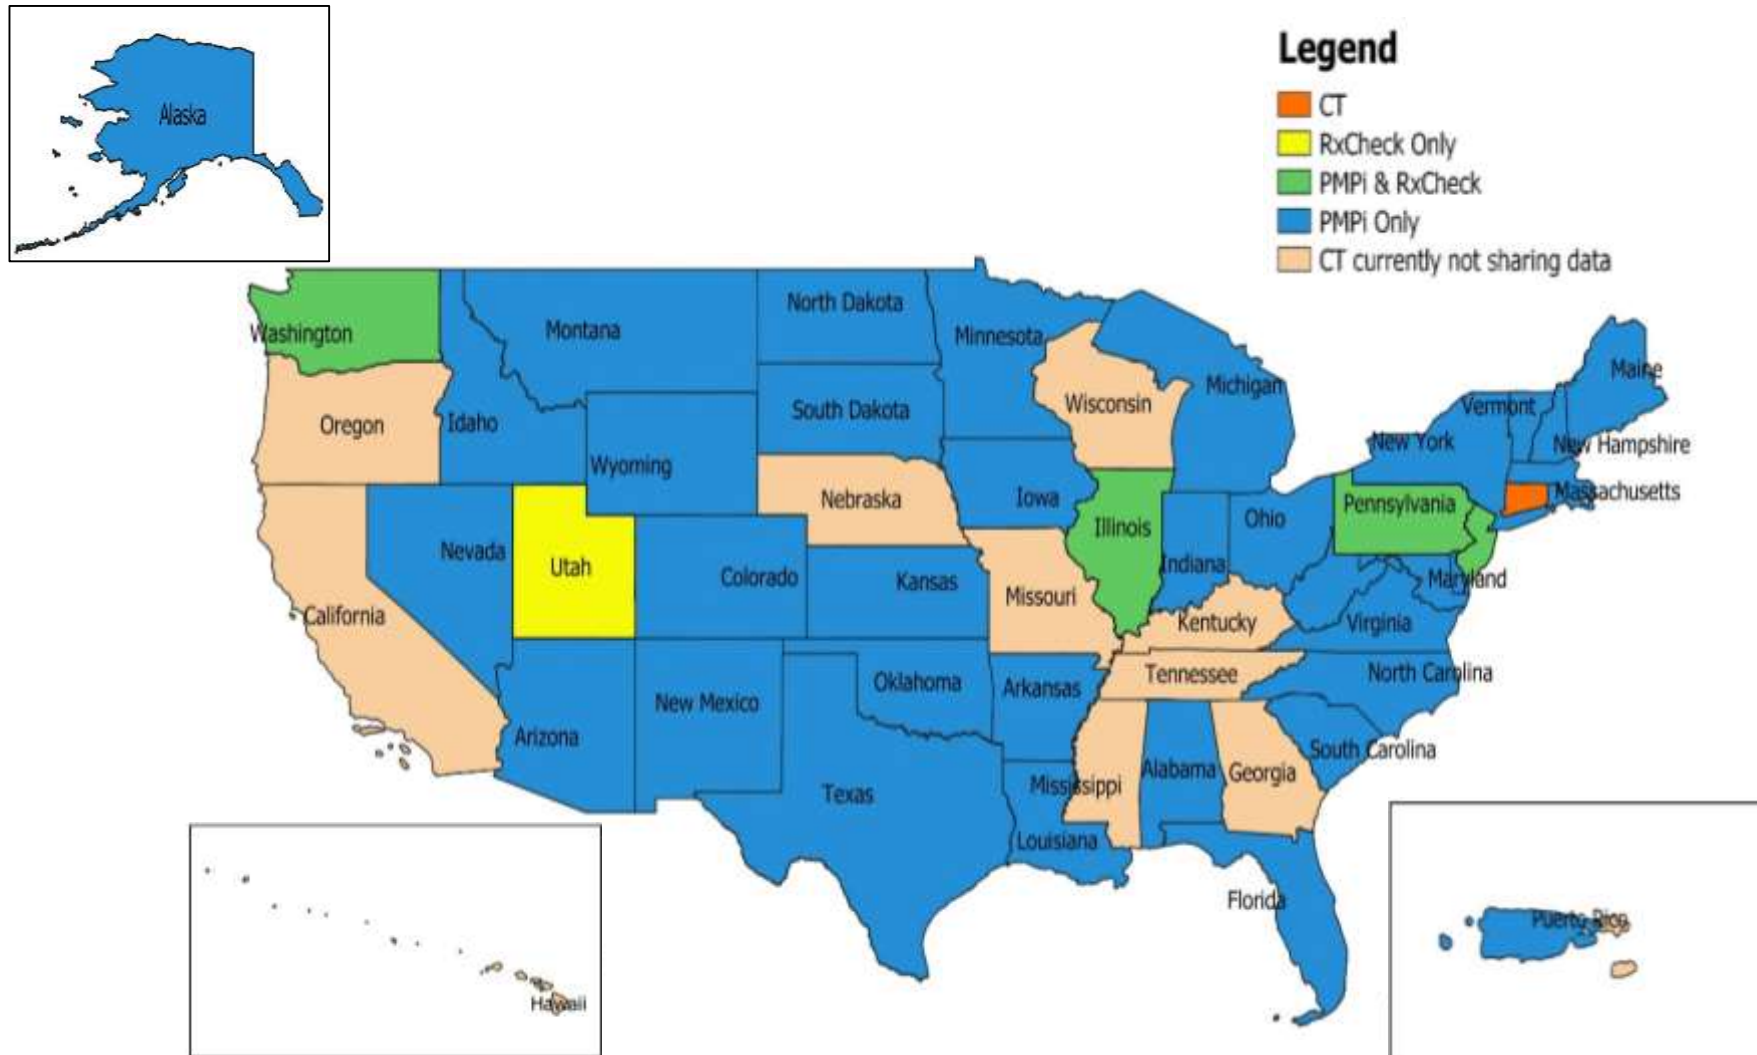 Legend
CT
RxCheck Only
PMPi & RxCheck
PMPi Only
CT currently not sharing data
Alaska
Washington
Montana
North Dakota
Minnesota
Michigan
Maine
Oregon
Idaho
South Dakota
Wisconsin
Vermont
New York
New Hampshire
Wyoming
Nebraska
Iowa
Illinois
Ohio
Pennsylvania
Massachusetts
Nevada
Utah
Colorado
Kansas
Missouri
Indiana
Maryland
California
Kentucky
Virginia
Tennessee
North Carolina
Arizona
New Mexico
Oklahoma
Arkansas
South Carolina
Texas
Mississippi
Alabama
Georgia
Louisiana
Florida
Puerto Rico
Hawaii